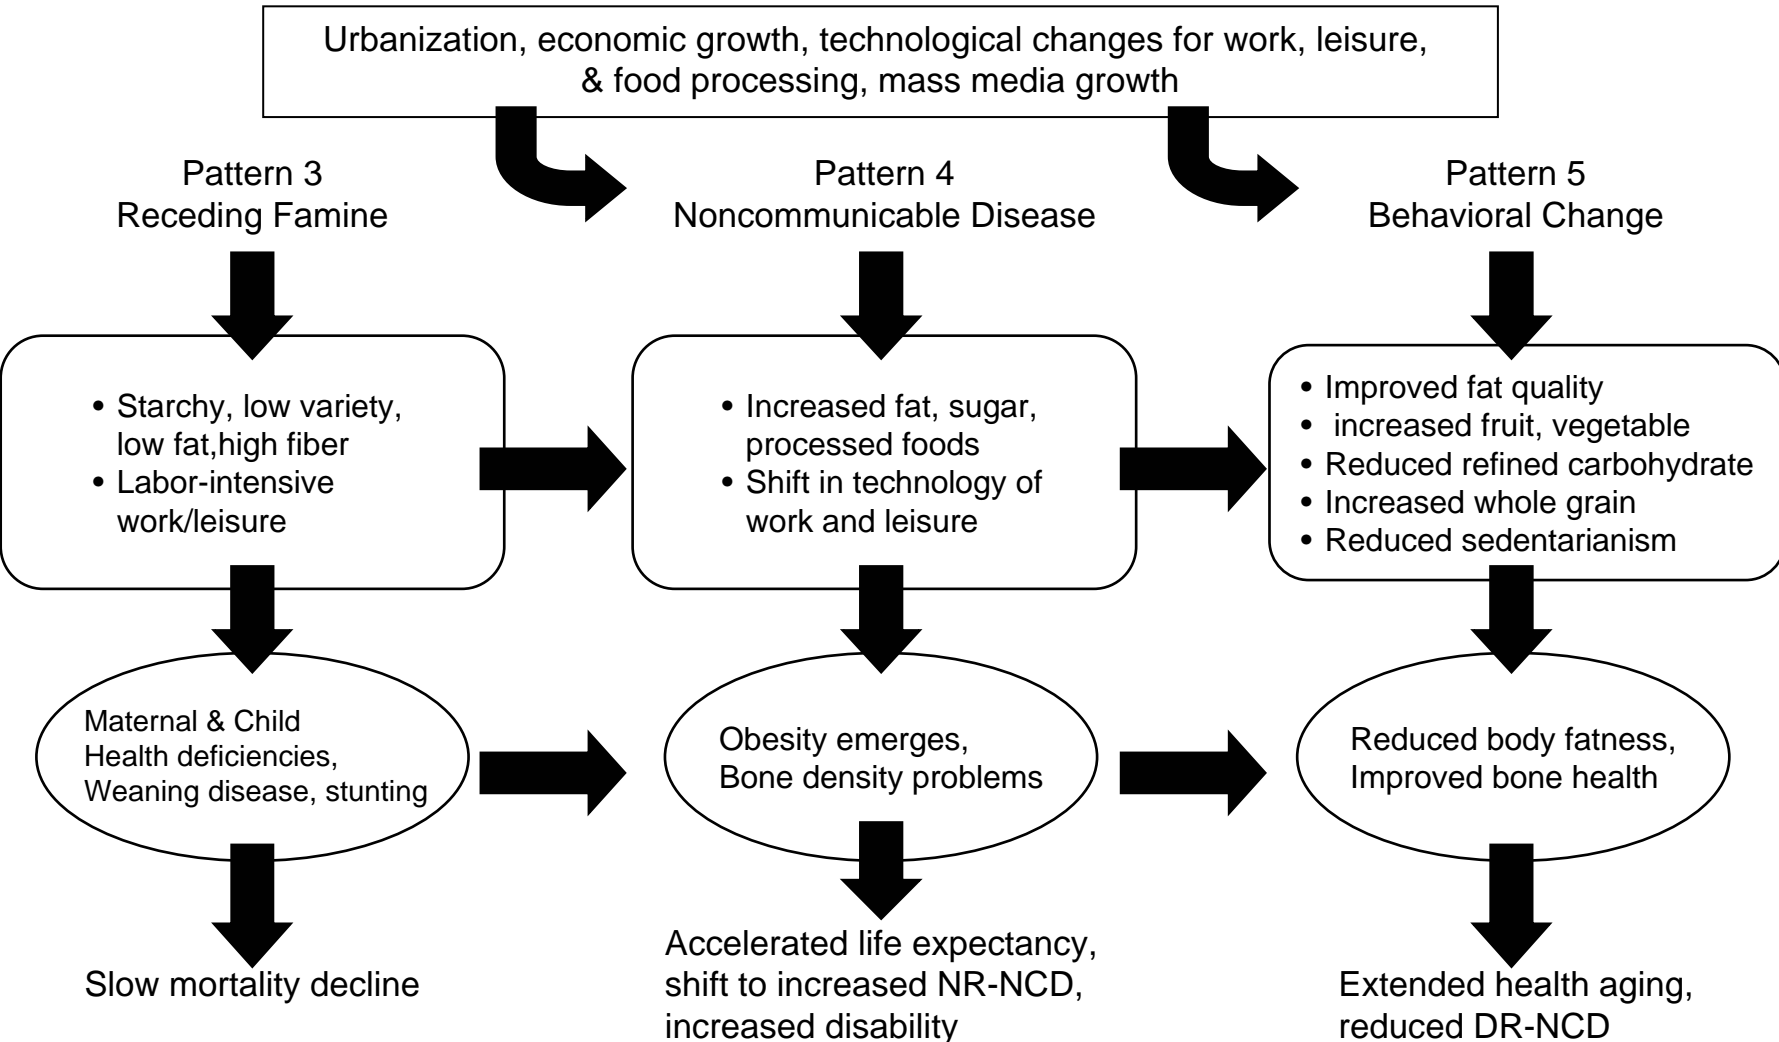 Urbanization, economic growth, technological changes for work, leisure,
& food processing, mass media growth
Pattern 3
Receding Famine
Pattern 4
Noncommunicable Disease
Pattern 5
Behavioral Change
• Starchy, low variety,
low fat,high fiber
• Labor-intensive
work/leisure
• Increased fat, sugar,
processed foods
• Shift in technology of
work and leisure
• Improved fat quality
• increased fruit, vegetable
• Reduced refined carbohydrate
• Increased whole grain
• Reduced sedentarianism
Maternal & Child
Health deficiencies,
Weaning disease, stunting
Obesity emerges,
Bone density problems
Reduced body fatness,
Improved bone health
Slow mortality decline
Accelerated life expectancy,
shift to increased NR-NCD,
increased disability
Extended health aging,
reduced DR-NCD